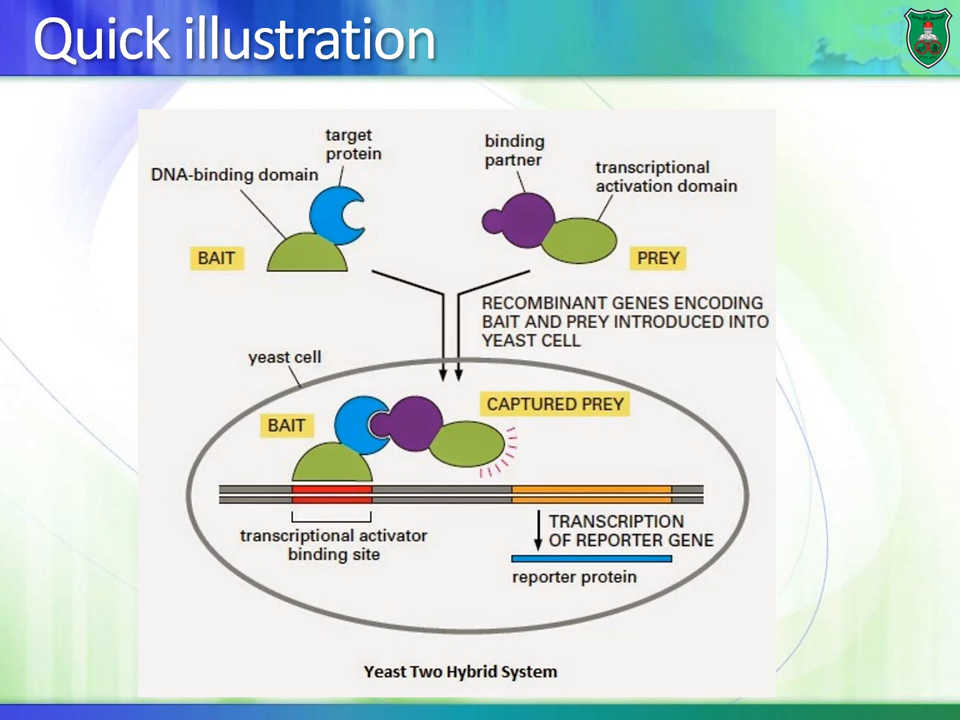 Quick illustration
target
protein
DNA-binding domain
BAIT
binding
partner
transcriptional
activation domain
PREY
RECOMBINANT GENES ENCODING
BAIT AND PREY INTRODUCED INTO
YEAST CELL
yeast cell
BAIT
CAPTURED PREY
transcriptional activator
binding site
TRANSCRIPTION
OF REPORTER GENE
reporter protein
Yeast Two Hybrid System